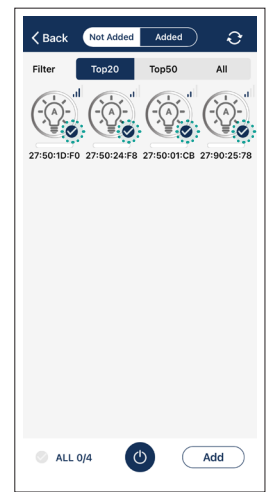 Back Not Added Added
Filter Top20 Top50 All
A A A A
27:50:1D:F0 27:50:24:F8 27:50:01:CB 27:90:25:78
ALL 0/4 Add